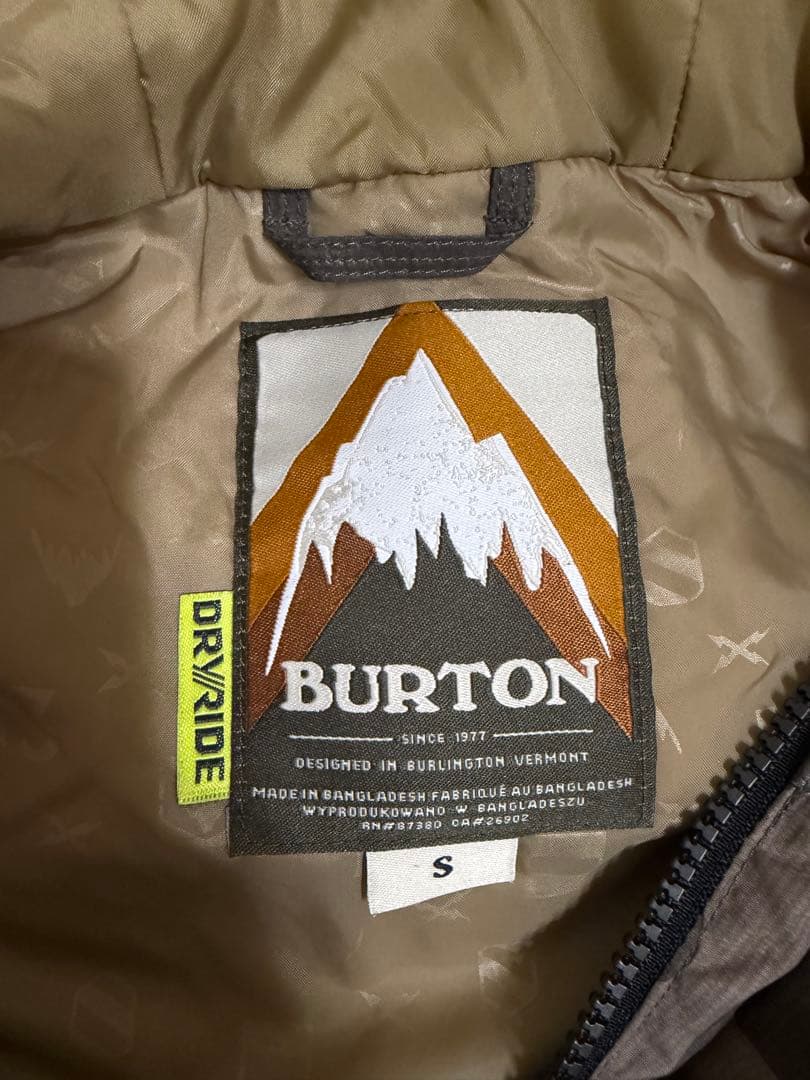 BURTON
SINCE 1977
DESIGNED IN BURLINGTON VERMONT
MADE IN BANGLADESH FABRIQUÉ AU BANGLADESH
WYPRODUKOWANO W BANGLADESZU
RN#87380 CA#26902
DRY//RIDE
S